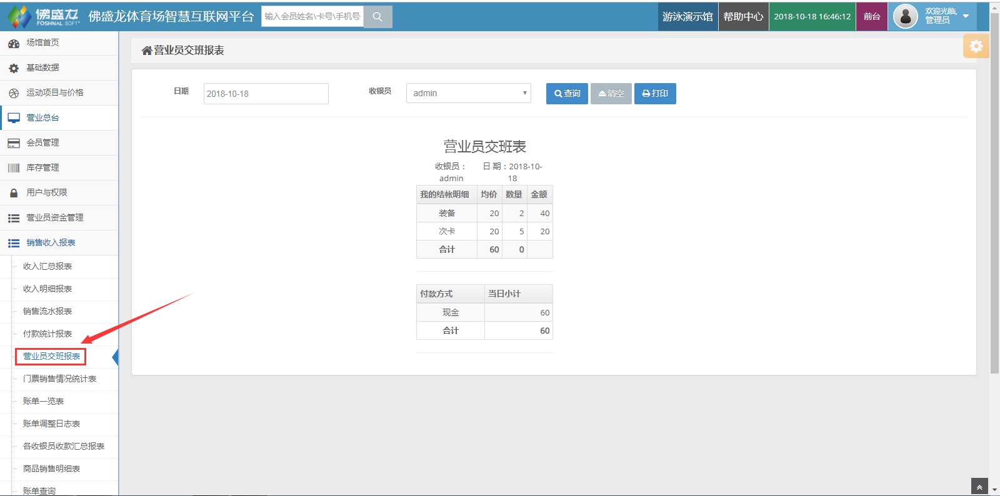 佛盛龙
FOSHNAL SOFT
佛盛龙体育场智慧互联网平台
输入会员姓名\卡号\手机号
游泳演示馆
帮助中心
2018-10-18 16:46:12
前台
欢迎光临,
管理员
场馆首页
基础数据
运动项目与价格
营业总台
会员管理
库存管理
用户与权限
营业员资金管理
销售收入报表
收入汇总报表
收入明细报表
销售流水报表
付款统计报表
营业员交班报表
门票销售情况统计表
账单一览表
账单调整日志表
各收银员收款汇总报表
商品销售明细表
账单查询
营业员交班报表
日期 2018-10-18 收银员 admin 查询 清空 打印
营业员交班表
收银员： 日 期：2018-10-
admin 18
我的结帐明细 均价 数量 金额
装备 20 2 40
次卡 20 5 20
合计 60 0
付款方式 当日小计
现金 60
合计 60